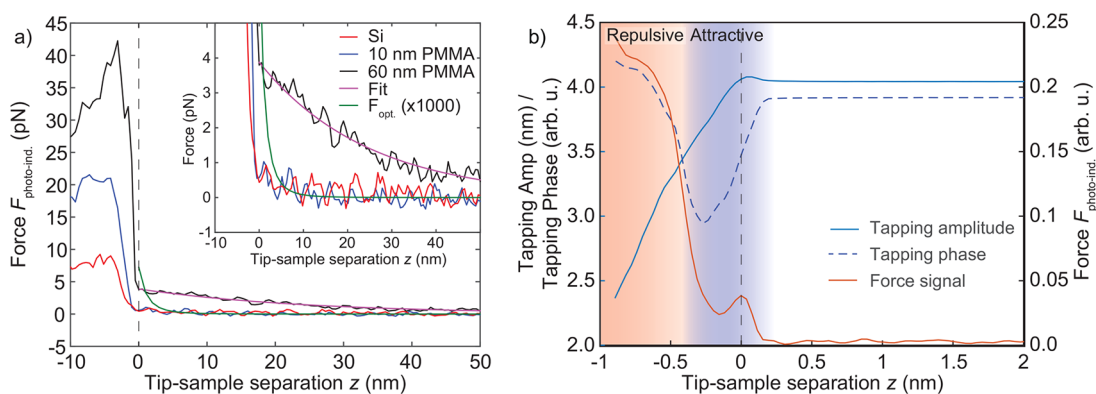 a)
Force F photo-ind. (pN)
45
40
35
30
25
20
15
10
5
0
-5
-10
0
10
20
30
40
50
Tip-sample separation z (nm)
Force (pN)
4
3
2
1
0
-1
-10
0
10
20
30
40
Tip-sample separation z (nm)
Si
10 nm PMMA
60 nm PMMA
Fit
F opt. (x1000)
b)
Repulsive Attractive
Tapping Amp (nm) /
Tapping Phase (arb. u.)
4.5
4.0
3.5
3.0
2.5
2.0
-1
-0.5
0
0.5
1
1.5
2
Tip-sample separation z (nm)
0.25
0.20
0.15
0.10
0.05
0.0
Force F photo-ind. (arb. u.)
Tapping amplitude
Tapping phase
Force signal